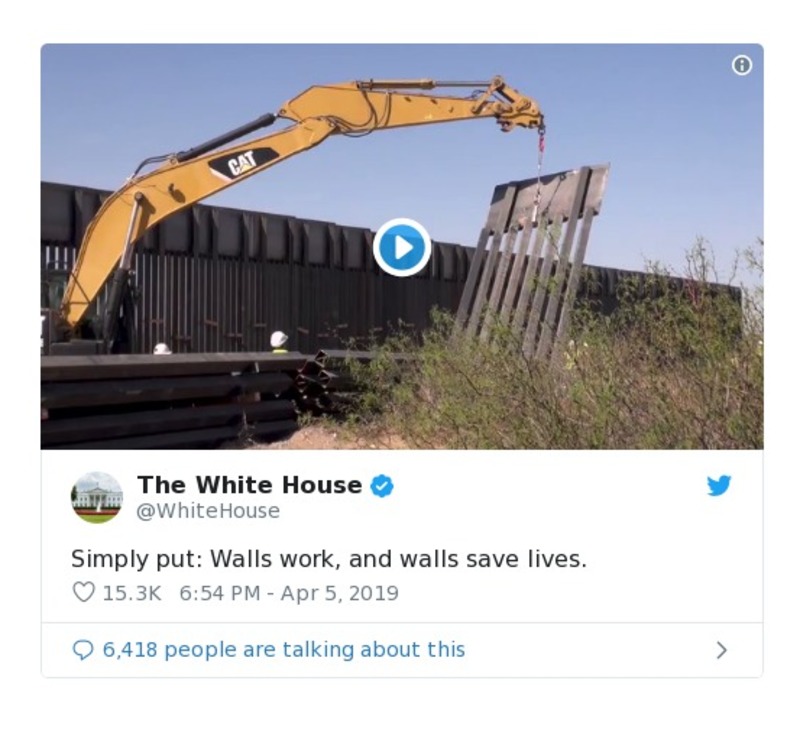 CAT
The White House
@WhiteHouse
Simply put: Walls work, and walls save lives.
15.3K 6:54 PM - Apr 5, 2019
6,418 people are talking about this